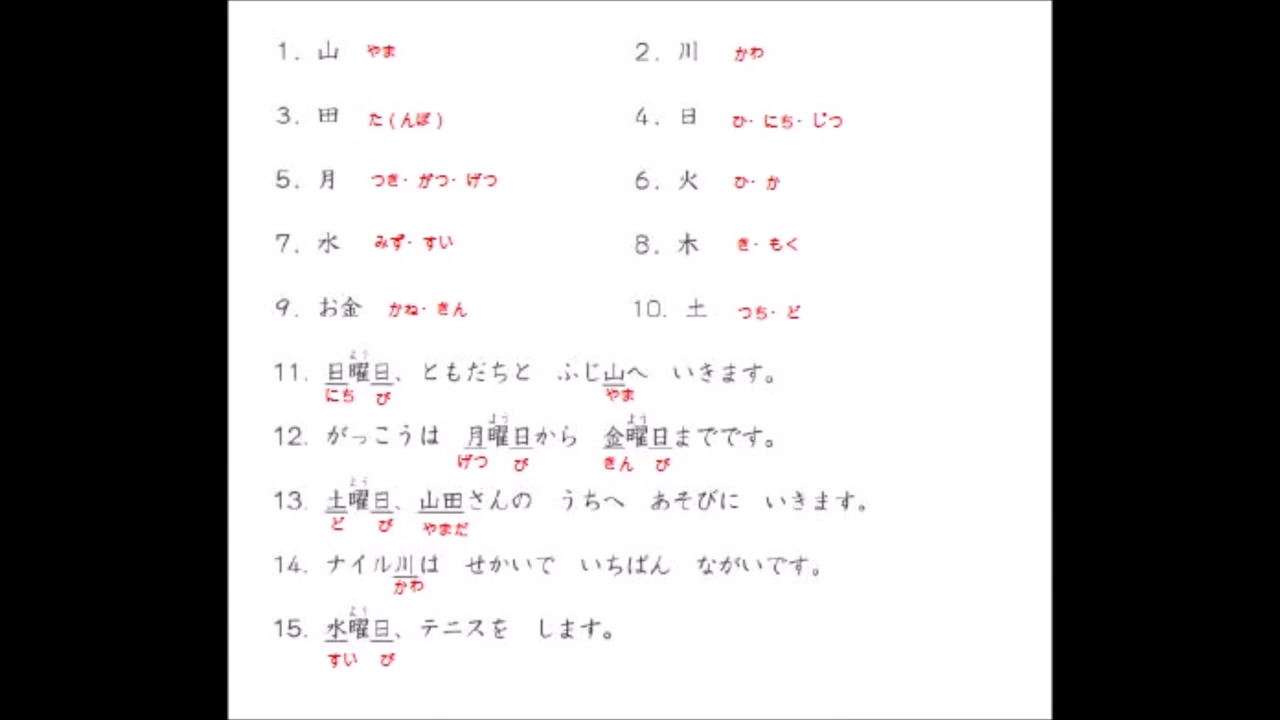 1. 山 やま 2. 川 かわ
3. 田 た(んぼ) 4. 日 ひ・にち・じつ
5. 月 つき・がつ・げつ 6. 火 ひ・か
7. 水 みず・すい 8. 木 き・もく
9. お金 かね・きん 10. 土 つち・ど
よう
11. 日曜日、ともだちと ふじ山へ いきます。
にち び やま
よう よう
12. がっこうは 月曜日から 金曜日までです。
げつ び きん び
よう
13. 土曜日、山田さんの うちへ あそびに いきます。
ど び やまだ
14. ナイル川は せかいで いちばん ながいです。
かわ
よう
15. 水曜日、テニスを します。
すい び